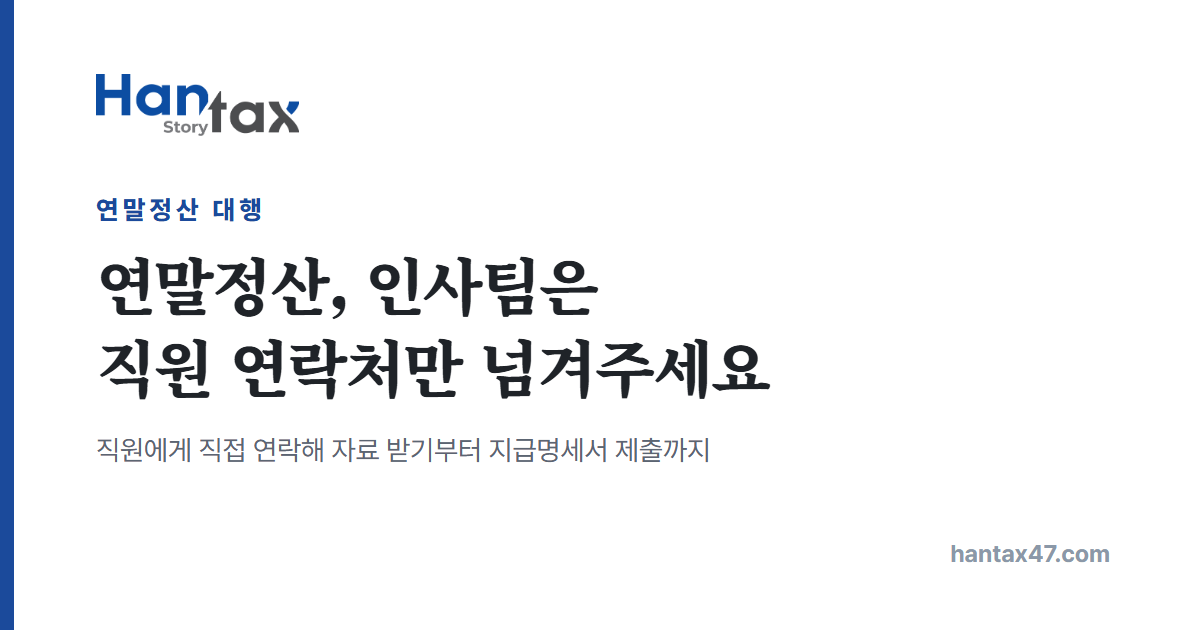 Hantax
Story
연말정산 대행
연말정산, 인사팀은
직원 연락처만 넘겨주세요
직원에게 직접 연락해 자료 받기부터 지급명세서 제출까지
hantax47.com